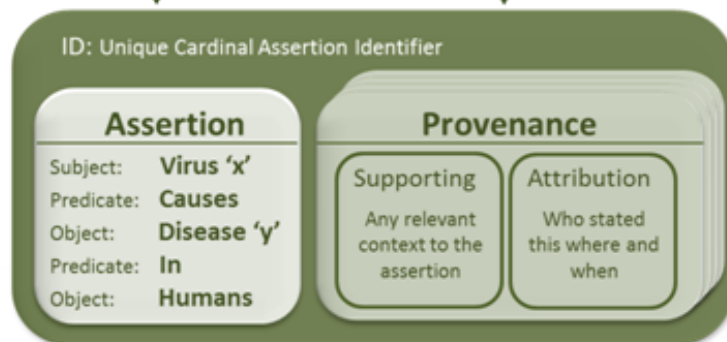 ID: Unique Cardinal Assertion Identifier
Assertion
Subject: Virus ‘x’
Predicate: Causes
Object: Disease ‘y’
Predicate: In
Object: Humans
Provenance
Supporting
Any relevant
context to the
assertion
Attribution
Who stated
this where and
when